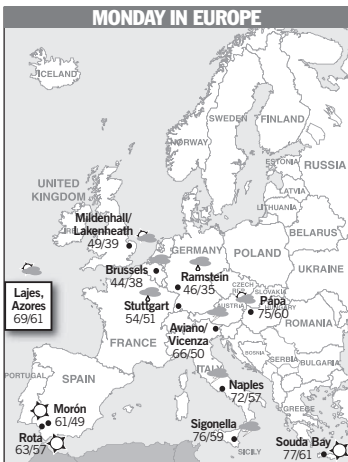 MONDAY IN EUROPE
ICELAND
SWEDEN
FINLAND
NORWAY
ESTONIA
RUSSIA
LATVIA
LITHUANIA
UNITED
KINGDOM
Mildenhall/
Lakenheath
49/39
BELARUS
GERMANY
POLAND
Brussels
44/38
Ramstein
46/35
UKRAINE
Lajes,
Azores
69/61
CZECH
SLOVAKIA
Stuttgart
54/51
AUSTRIA
Pápa
75/60
HUNGARY
Aviano/
Vicenza
66/50
ROMANIA
FRANCE
BOSNIA
SERBIA
BULGARIA
ITALY
PORTUGAL
SPAIN
Naples
72/57
Morón
61/49
GREECE
Sigonella
76/59
Rota
63/57
SICILY
Souda Bay
77/61